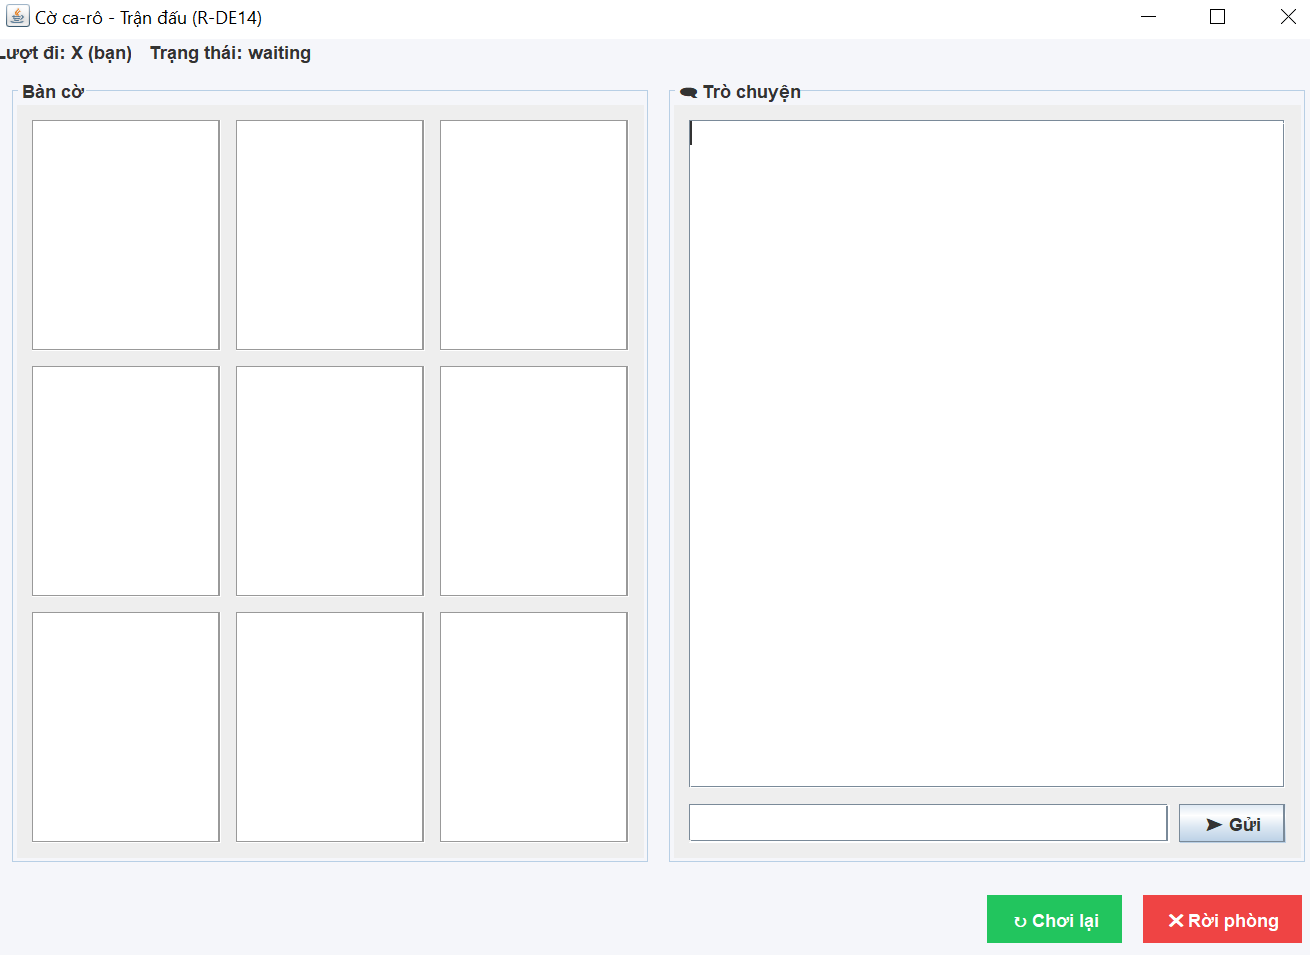 Cờ ca-rô - Trận đấu (R-DE14)
Lượt đi: X (bạn) Trạng thái: waiting
Bàn cờ
Trò chuyện
➤ Gửi
↻ Chơi lại
✕ Rời phòng